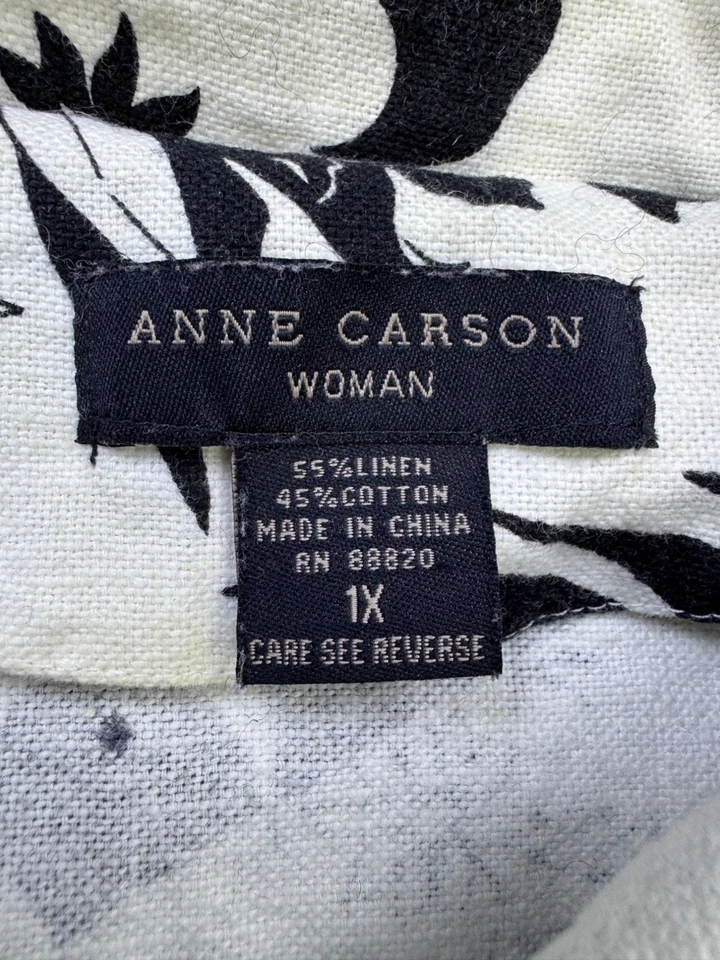 ANNE CARSON
WOMAN
55%LINEN
45%COTTON
MADE IN CHINA
RN 88820
1X
CARE SEE REVERSE